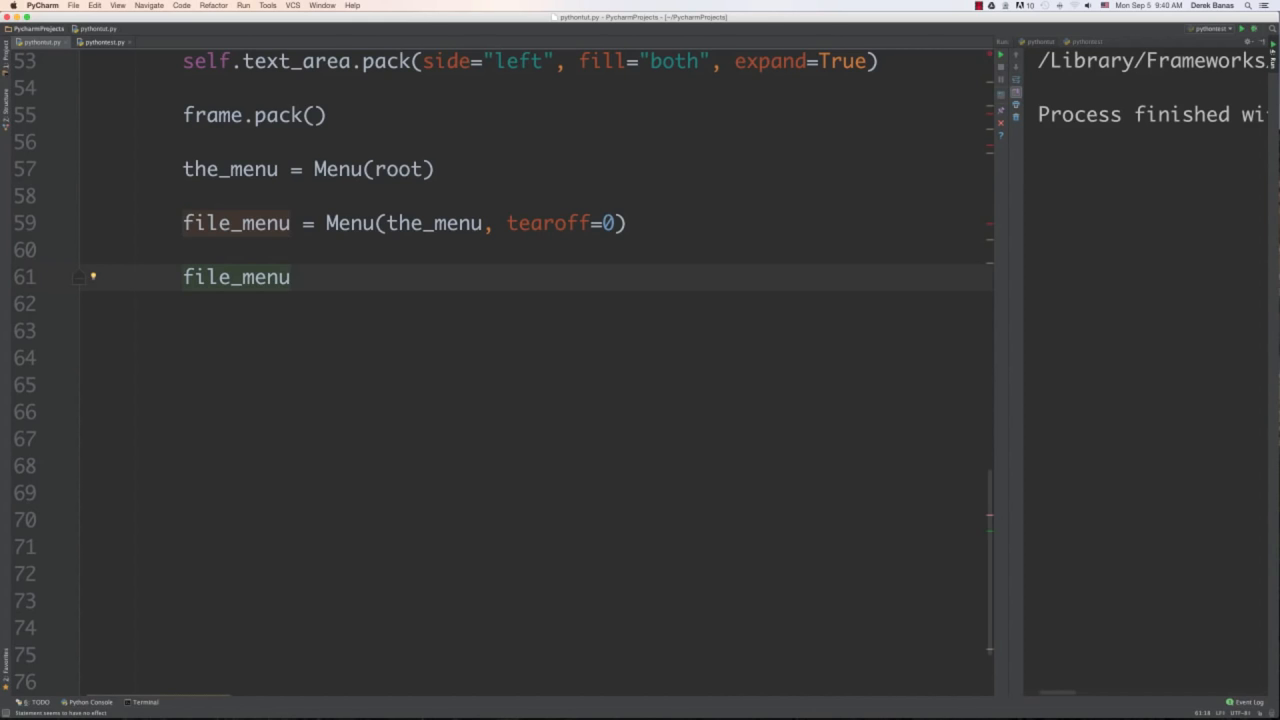 PyCharm File Edit View Navigate Code Refactor Run Tools VCS Window Help 10 Mon Sep 5 9:40 AM Derek Banas
pythontut.py - PycharmProjects - [~/PycharmProjects]
PycharmProjects pythontut.py pythontest
pythontut.py pythontest.py Run: pythontut pythontest
1: Project
7: Structure
2: Favorites
53 self.text_area.pack(side="left", fill="both", expand=True)
54
55 frame.pack()
56
57 the_menu = Menu(root)
58
59 file_menu = Menu(the_menu, tearoff=0)
60
61 file_menu
62
63
64
65
66
67
68
69
70
71
72
73
74
75
76
/Library/Frameworks
Process finished wi
6: TODO Python Console Terminal Event Log
Statement seems to have no effect 61:18 LF÷ UTF-8÷